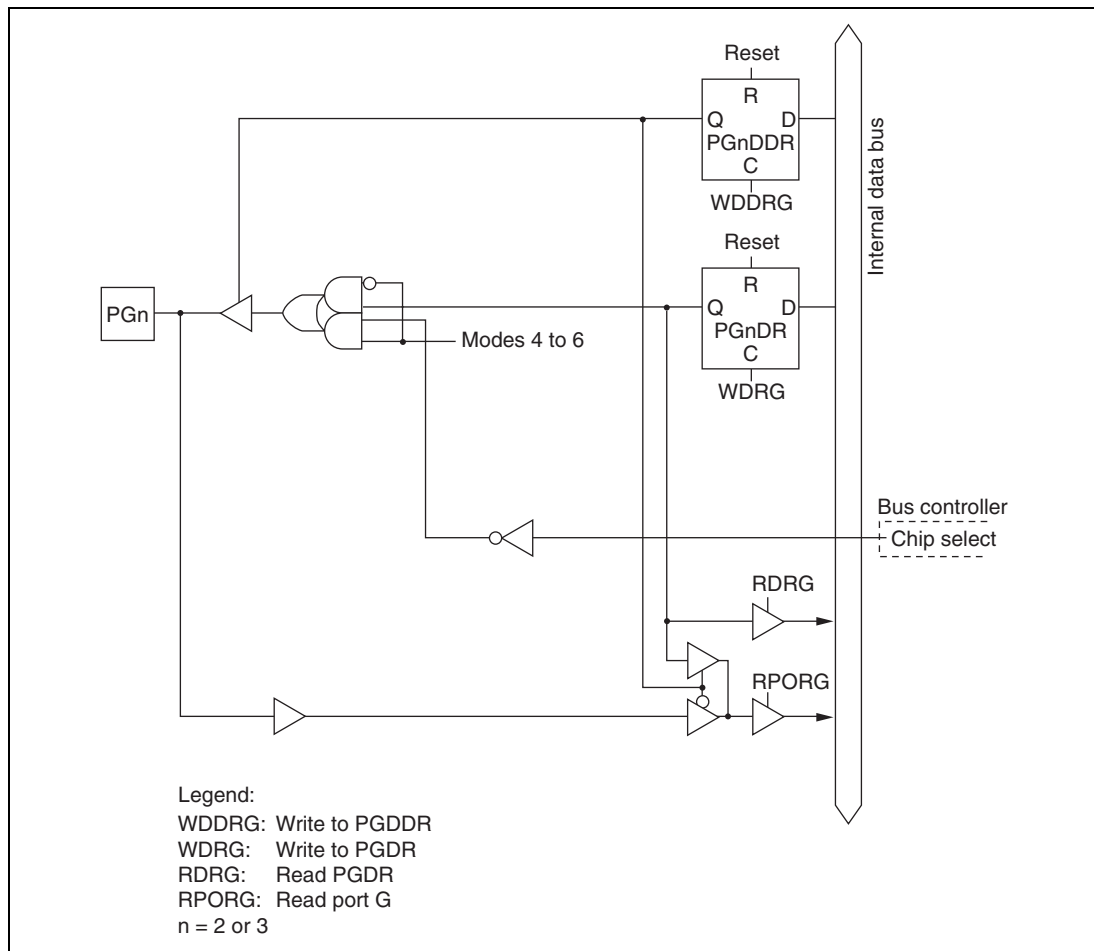 Reset
R
Q D
PGnDDR
C
WDDRG
Internal data bus
Reset
R
Q D
PGnDR
C
WDRG
PGn
Modes 4 to 6
Bus controller
Chip select
RDRG
RPORG
Legend:
WDDRG: Write to PGDDR
WDRG: Write to PGDR
RDRG: Read PGDR
RPORG: Read port G
n = 2 or 3